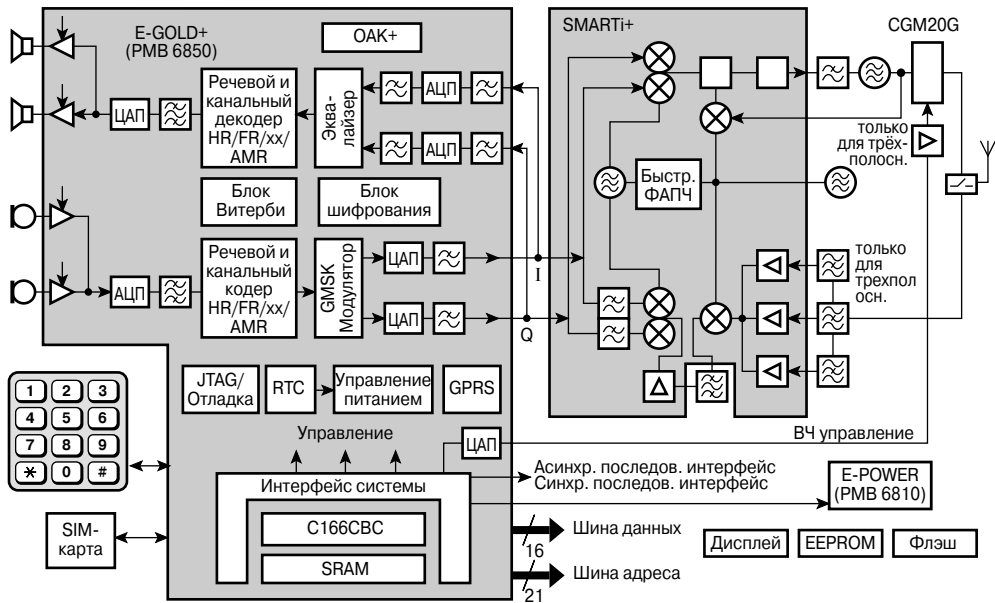 E-GOLD+
(PMB 6850)
OAK+
SMARTi+
CGM20G
ЦАП
Речевой и
канальный
декодер
HR/FR/xx/
AMR
Эква-
лайзер
АЦП
АЦП
только
для трёх-
полосн.
Быстр.
ФАПЧ
Блок
Витерби
Блок
шифрования
АЦП
Речевой и
канальный
кодер
HR/FR/xx/
AMR
GMSK
Модулятор
ЦАП
ЦАП
I
Q
только
для
трехпол
осн.
JTAG/
Отладка
RTC
Управление
питанием
GPRS
1 2 3
4 5 6
7 8 9
* 0 #
Управление
ЦАП
ВЧ управление
Интерфейс системы
Асинхр. последов. интерфейс
Синхр. последов. интерфейс
E-POWER
(PMB 6810)
SIM-
карта
C166CBC
SRAM
16
Шина данных
21
Шина адреса
Дисплей
EEPROM
Флэш